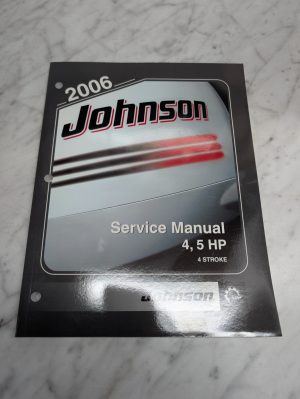 2006
Johnson
Service Manual
4, 5 HP
4 STROKE
Johnson